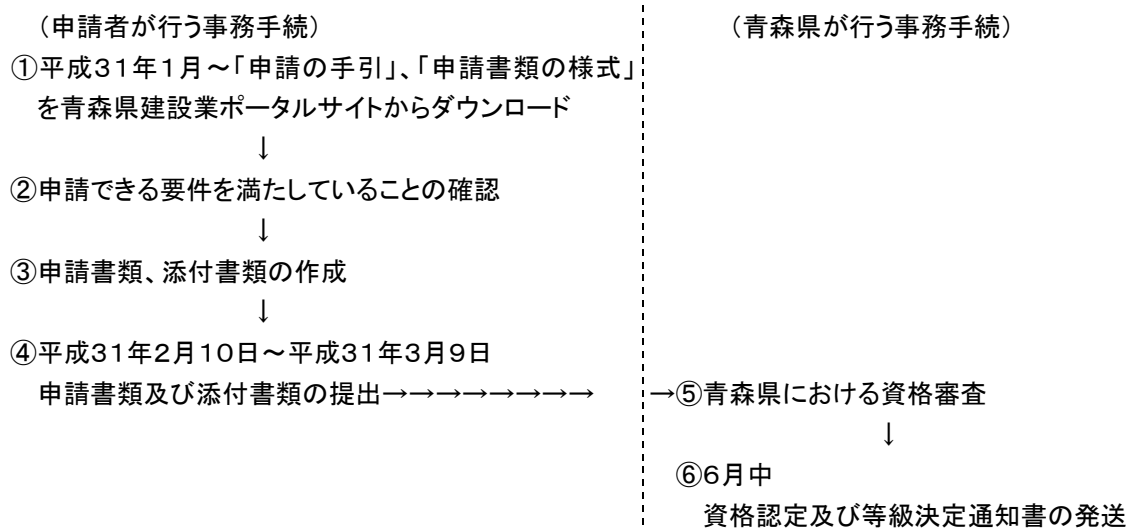 （申請者が行う事務手続）
①平成３１年１月～「申請の手引」、「申請書類の様式」
を青森県建設業ポータルサイトからダウンロード
↓
②申請できる要件を満たしていることの確認
↓
③申請書類、添付書類の作成
↓
④平成３１年２月１０日～平成３１年３月９日
申請書類及び添付書類の提出→→→→→→→→
（青森県が行う事務手続）
→⑤青森県における資格審査
↓
⑥６月中
資格認定及び等級決定通知書の発送